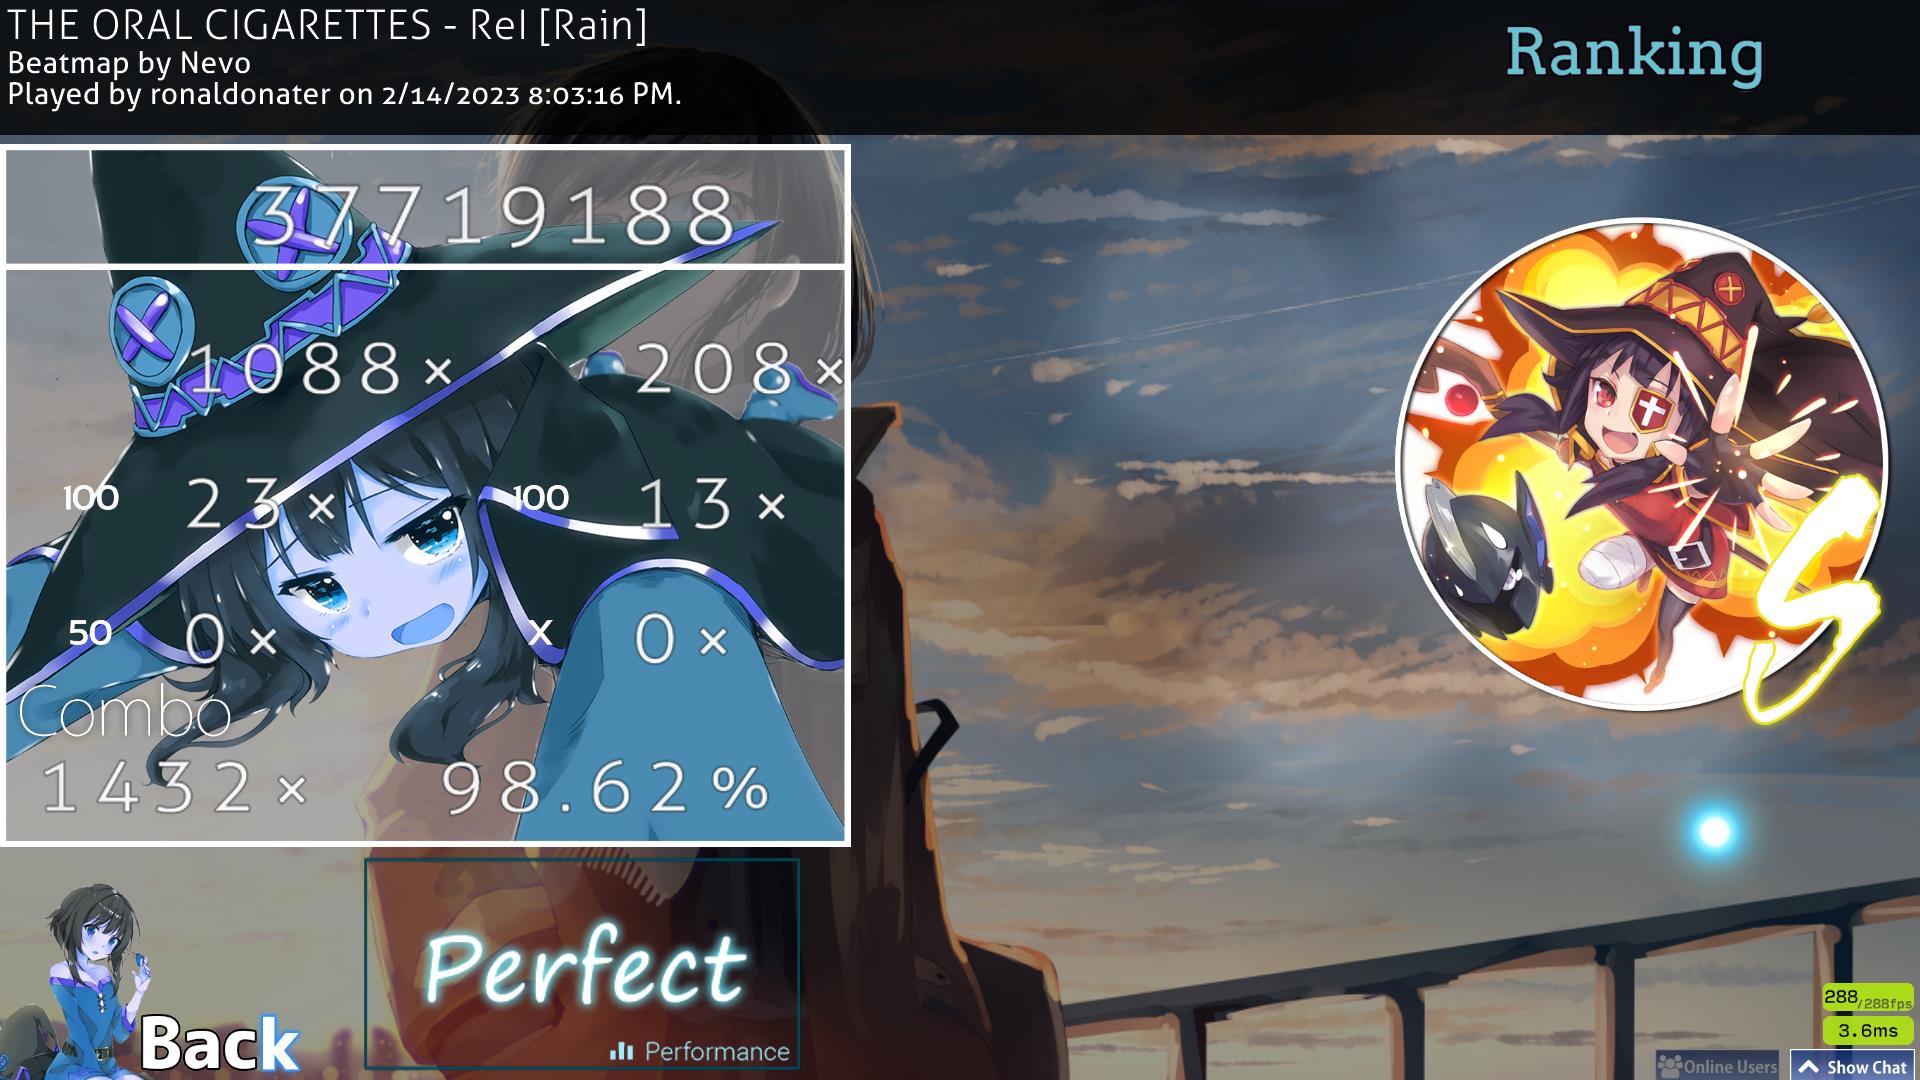 THE ORAL CIGARETTES - ReI [Rain]
Beatmap by Nevo
Played by ronaldonater on 2/14/2023 8:03:16 PM.
Ranking
37719188
1088× 208×
100 23× 100 13×
50 0× X 0×
Combo
1432× 98.62%
S
Perfect
Performance
Back
288/288fps
3.6ms
Online Users
Show Chat